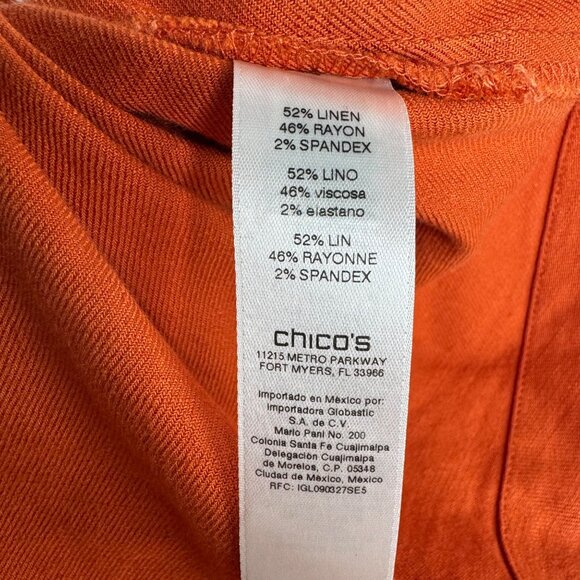 52% LINEN
46% RAYON
2% SPANDEX
52% LINO
46% viscosa
2% elastano
52% LIN
46% RAYONNE
2% SPANDEX
chico's
11215 METRO PARKWAY
FORT MYERS, FL 33966
Importado en México por:
Importadora Globastic
S.A. de C.V.
Mario Pani No. 200
Colonia Santa Fe Cuajimalpa
Delegación Cuajimalpa
de Morelos, C.P. 05348
Ciudad de México, México
RFC: IGL090327SE5